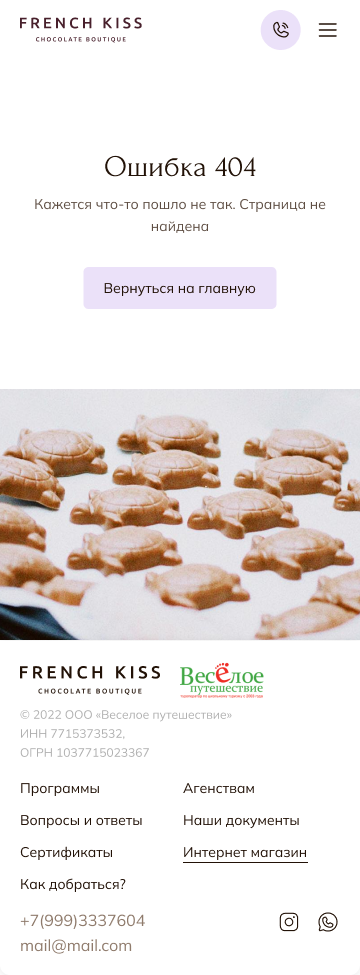 FRENCH KISS
CHOCOLATE BOUTIQUE
Ошибка 404
Кажется что-то пошло не так. Страница не
найдена
Вернуться на главную
FRENCH KISS
CHOCOLATE BOUTIQUE
Весёлое
путешествие
© 2022 ООО «Веселое путешествие»
ИНН 7715373532,
ОГРН 1037715023367
Программы
Агенствам
Вопросы и ответы
Наши документы
Сертификаты
Интернет магазин
Как добраться?
+7(999)3337604
mail@mail.com